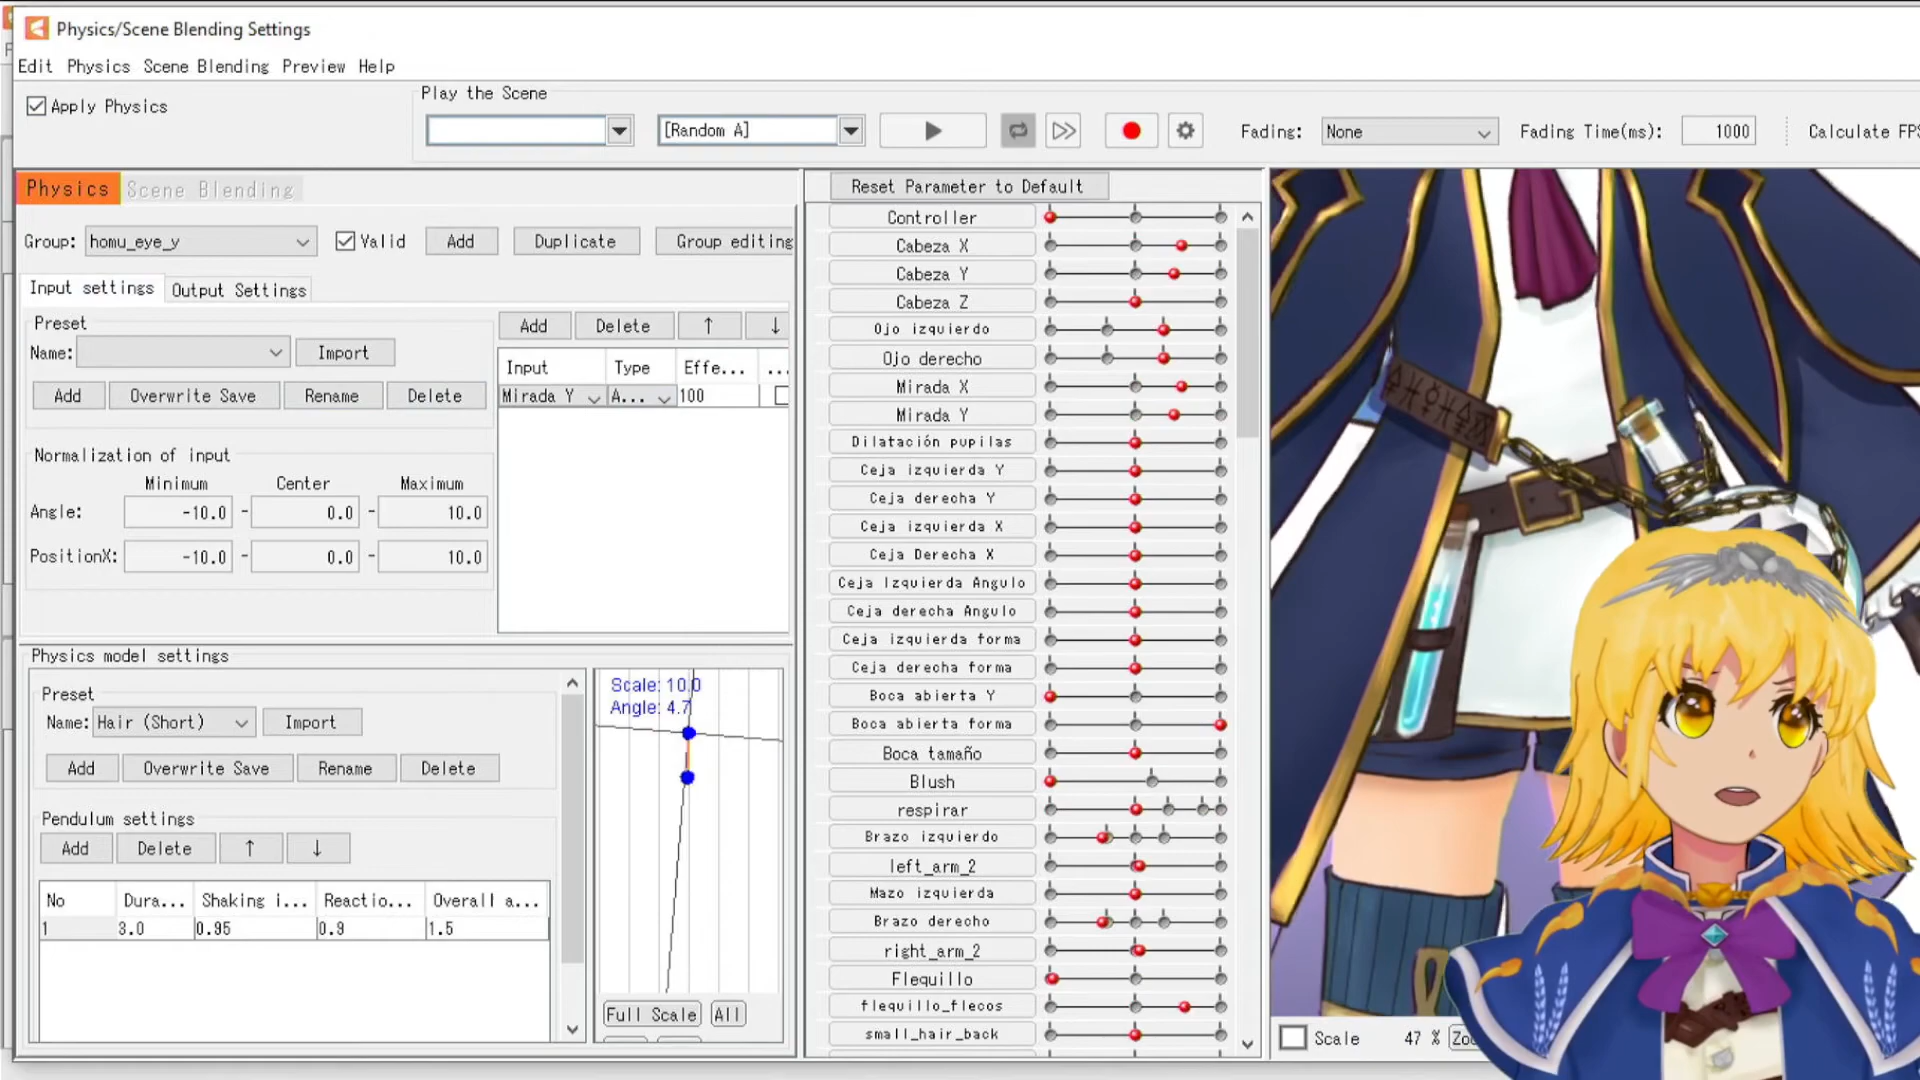 Physics/Scene Blending Settings
Edit Physics Scene Blending Preview Help
Apply Physics
Play the Scene
[Random A]
Fading: None Fading Time(ms): 1000 Calculate FPS
Physics Scene Blending
Group: homu_eye_y Valid Add Duplicate Group editing
Input settings Output Settings
Preset
Name: Import
Add Overwrite Save Rename Delete
Normalization of input
Minimum Center Maximum
Angle: -10.0 - 0.0 - 10.0
PositionX: -10.0 - 0.0 - 10.0
Add Delete ↑ ↓
Input Type Effe... ...
Mirada Y A... 100
Physics model settings
Preset
Name: Hair (Short) Import
Add Overwrite Save Rename Delete
Pendulum settings
Add Delete ↑ ↓
No Dura... Shaking i... Reactio... Overall a...
1 3.0 0.95 0.9 1.5
Scale: 10.0
Angle: 4.7
Full Scale All
Reset Parameter to Default
Controller
Cabeza X
Cabeza Y
Cabeza Z
Ojo izquierdo
Ojo derecho
Mirada X
Mirada Y
Dilatación pupilas
Ceja izquierda Y
Ceja derecha Y
Ceja izquierda X
Ceja Derecha X
Ceja Izquierda Angulo
Ceja derecha Angulo
Ceja izquierda forma
Ceja derecha forma
Boca abierta Y
Boca abierta forma
Boca tamaño
Blush
respirar
Brazo izquierdo
left_arm_2
Mazo izquierda
Brazo derecho
right_arm_2
Flequillo
flequillo_flecos
small_hair_back
Scale 47 %